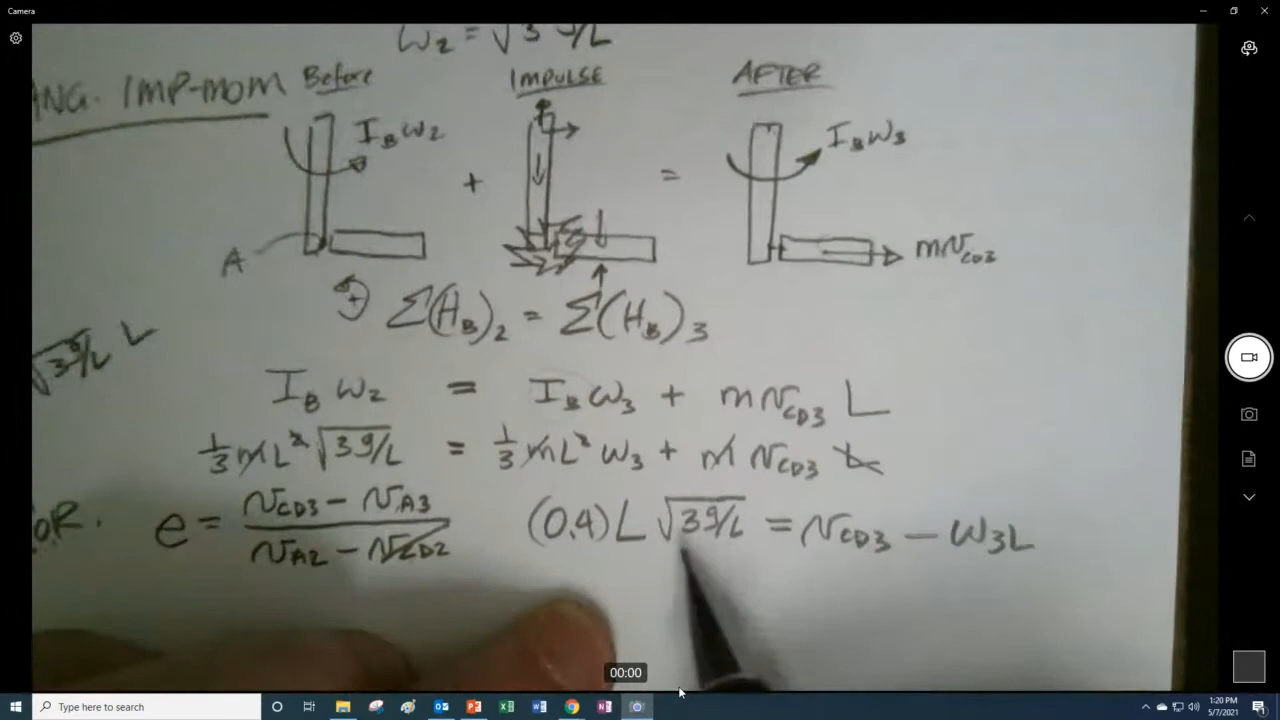 Camera
ω₂ = √3g/L
ANG. IMP-MOM Before IMPULSE AFTER
I_B ω₂ I_B ω₃
+ =
A m v_CD3
+ Σ(H_B)₂ = Σ(H_B)₃
√3g/L L
I_B ω₂ = I_B ω₃ + m v_CD3 L
1/3 mL² √3g/L = 1/3 mL² ω₃ + m v_CD3 L
C.O.R. e = (v_CD3 − v_A3)/(v_A2 − v_CD2) (0.4) L √3g/L = v_CD3 − ω₃L
00:00
Type here to search
1:20 PM
5/7/2021